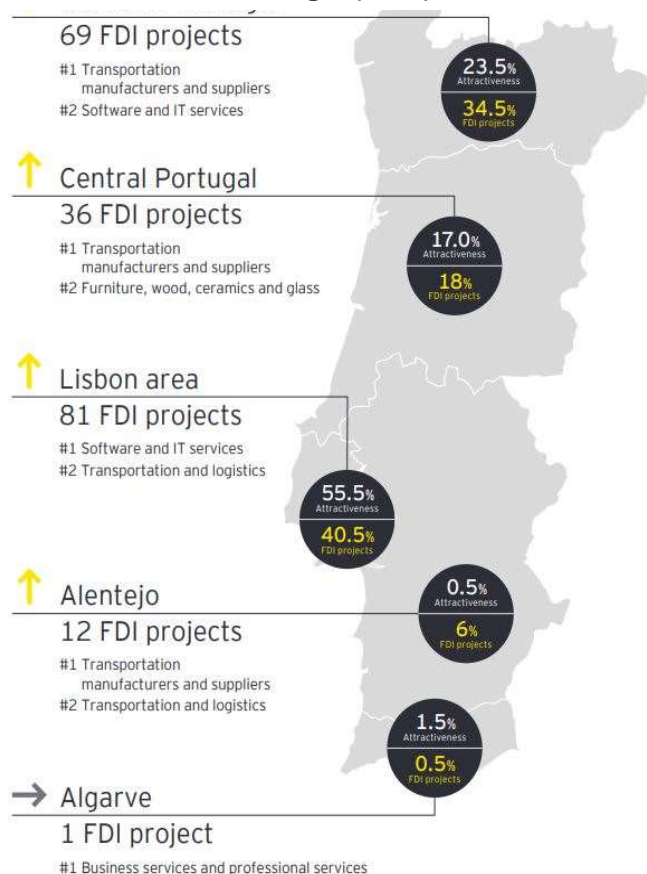 69 FDI projects
#1 Transportation
manufacturers and suppliers
#2 Software and IT services
23.5%
Attractiveness
34.5%
FDI projects
Central Portugal
36 FDI projects
#1 Transportation
manufacturers and suppliers
#2 Furniture, wood, ceramics and glass
17.0%
Attractiveness
18%
FDI projects
Lisbon area
81 FDI projects
#1 Software and IT services
#2 Transportation and logistics
55.5%
Attractiveness
40.5%
FDI projects
Alentejo
12 FDI projects
#1 Transportation
manufacturers and suppliers
#2 Transportation and logistics
0.5%
Attractiveness
6%
FDI projects
1.5%
Attractiveness
0.5%
FDI projects
Algarve
1 FDI project
#1 Business services and professional services